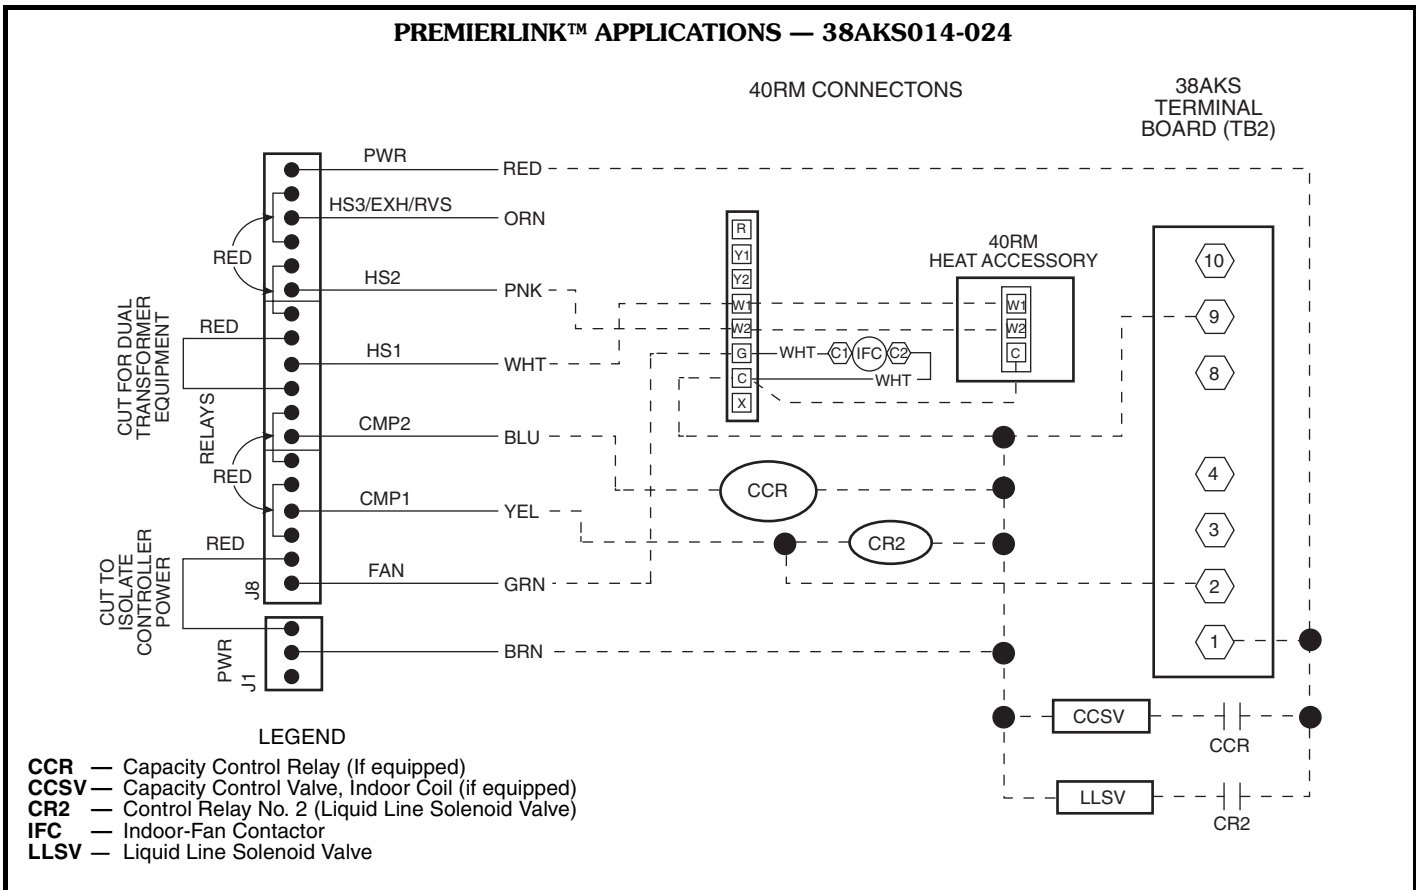 PREMIERLINK™ APPLICATIONS — 38AKS014-024
40RM CONNECTONS
38AKS
TERMINAL
BOARD (TB2)
PWR
RED
HS3/EXH/RVS
ORN
RED
HS2
PNK
RED
HS1
WHT
CMP2
BLU
RED
CMP1
YEL
RED
FAN
GRN
BRN
CUT FOR DUAL
TRANSFORMER
EQUIPMENT
RELAYS
CUT TO
ISOLATE
CONTROLLER
POWER
J8
PWR
J1
R
Y1
Y2
W1
W2
G
C
X
WHT
C1
IFC
C2
WHT
40RM
HEAT ACCESSORY
W1
W2
C
10
9
8
4
3
2
1
CCR
CR2
CCSV
CCR
LLSV
CR2
LEGEND
CCR — Capacity Control Relay (If equipped)
CCSV — Capacity Control Valve, Indoor Coil (if equipped)
CR2 — Control Relay No. 2 (Liquid Line Solenoid Valve)
IFC — Indoor-Fan Contactor
LLSV — Liquid Line Solenoid Valve